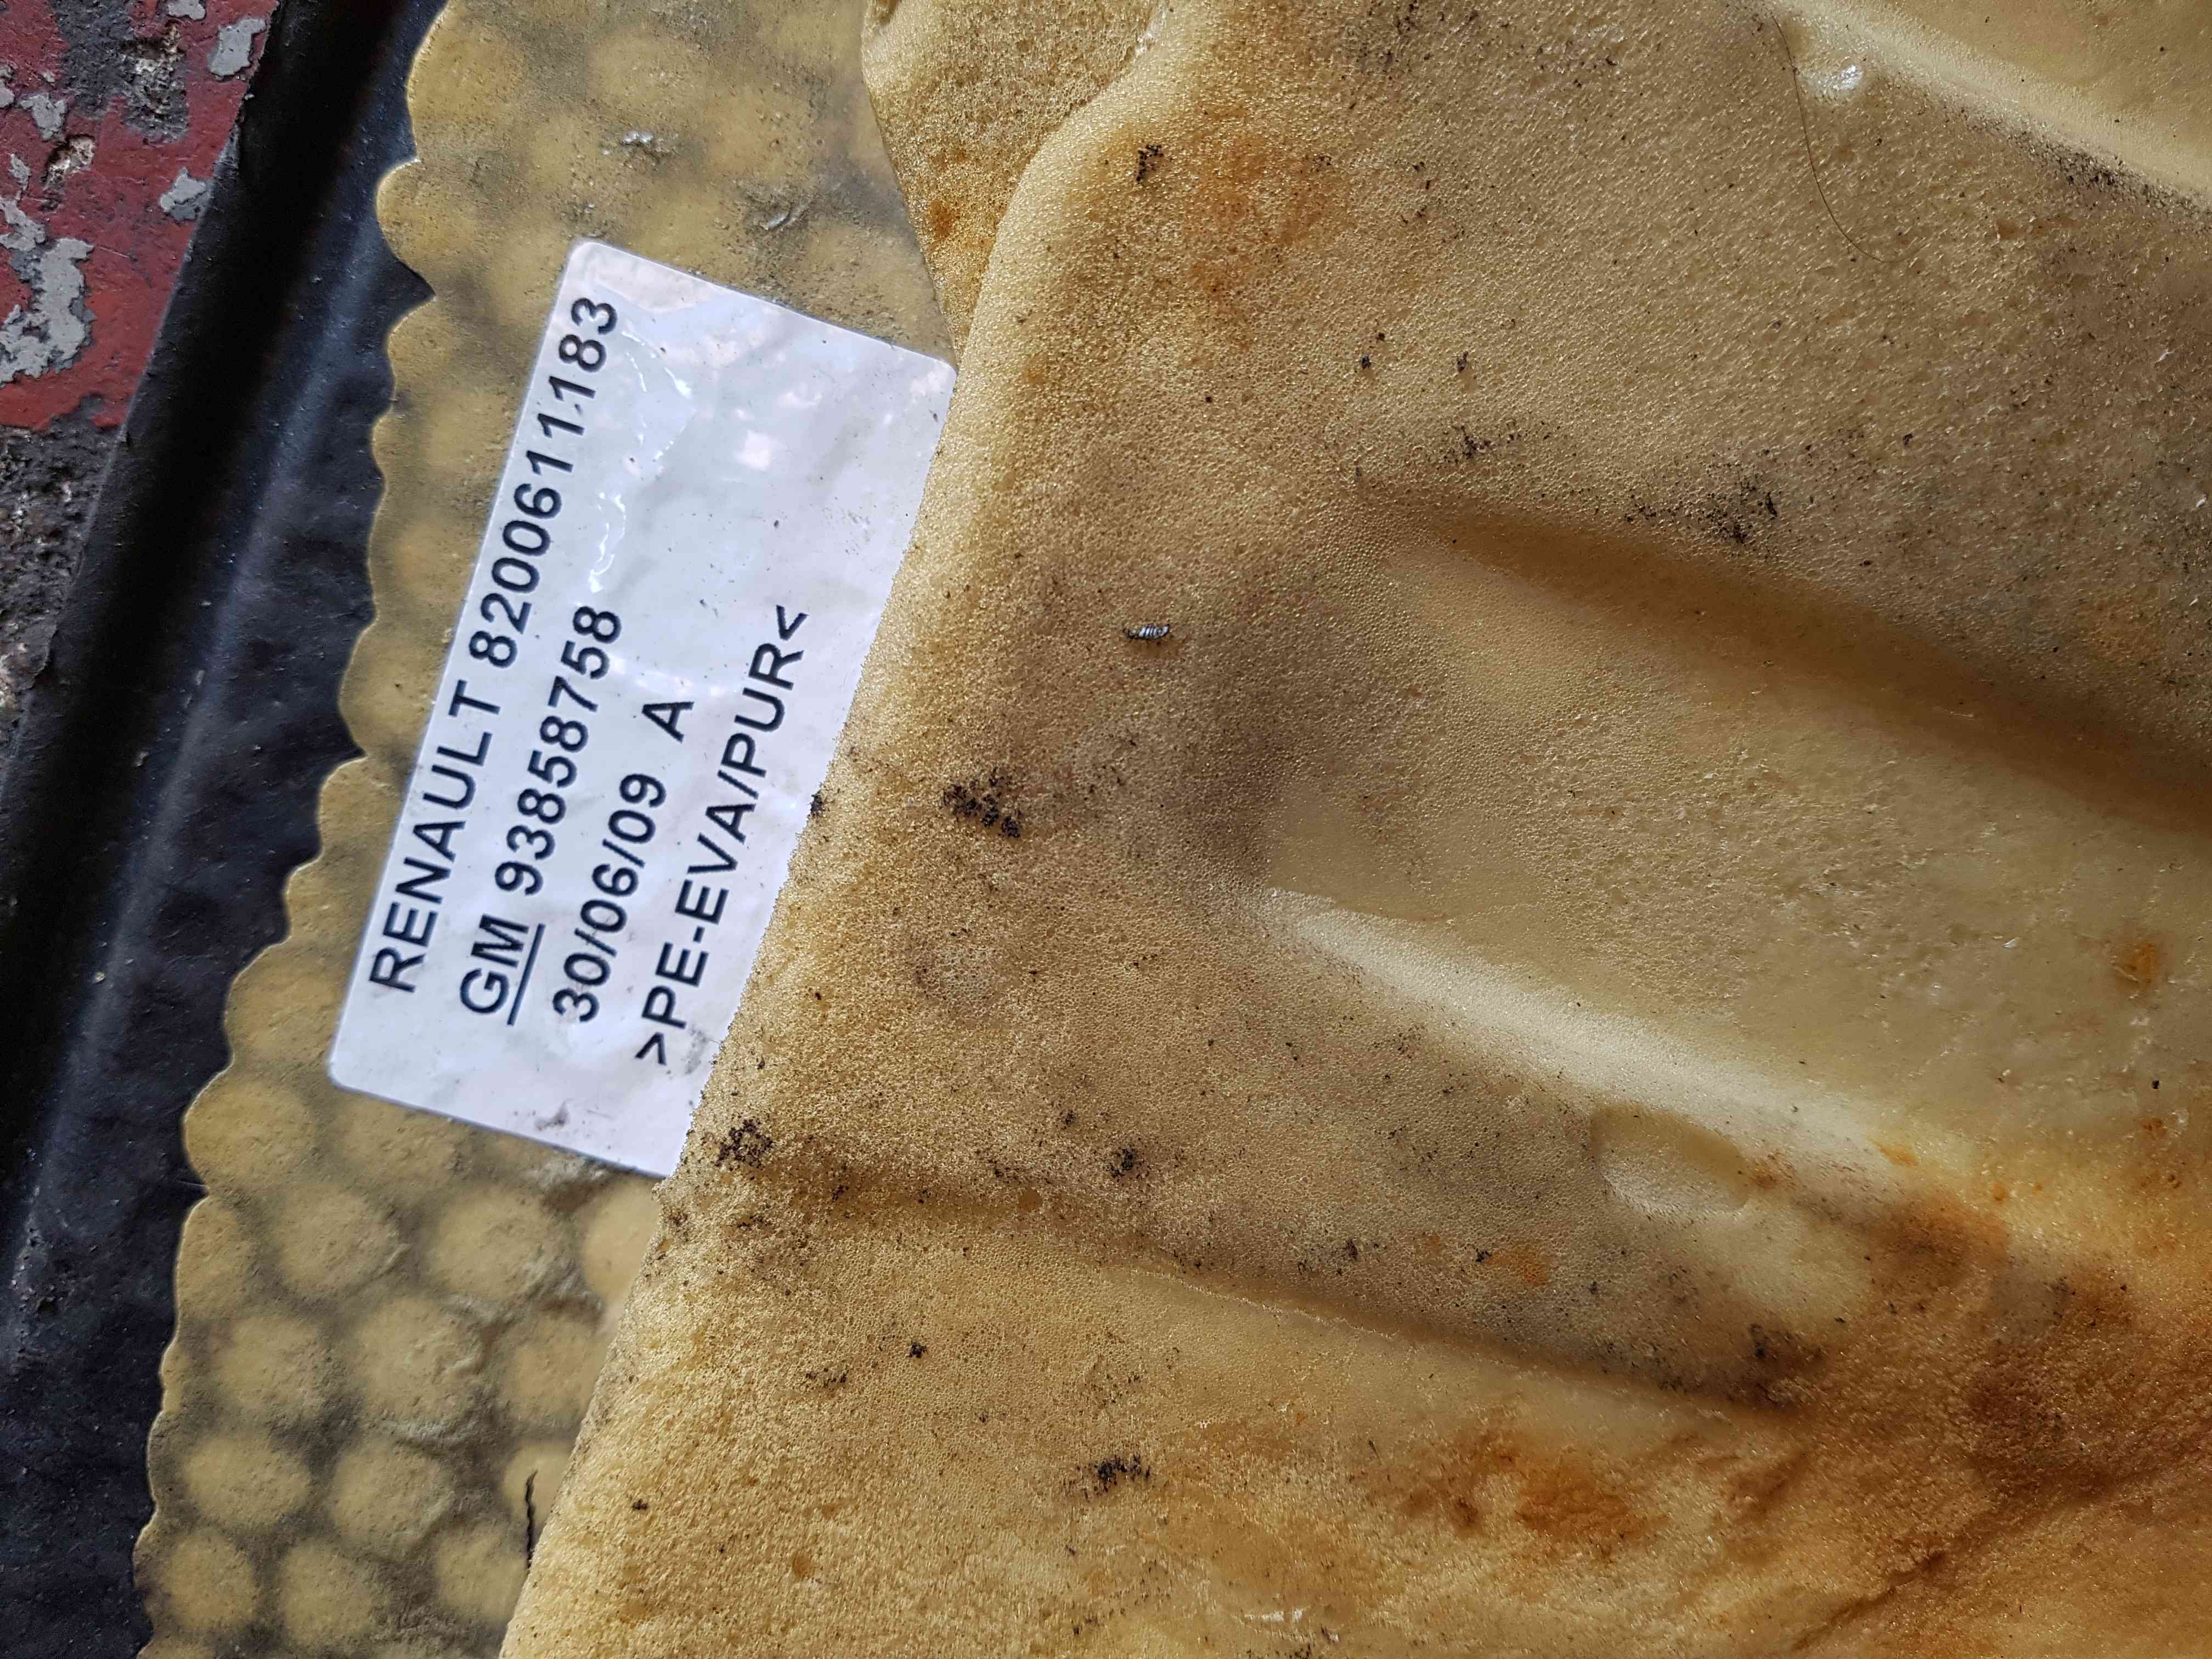 RENAULT 8200611183
GM 93858758
30/06/09 A
>PE-EVA/PUR<